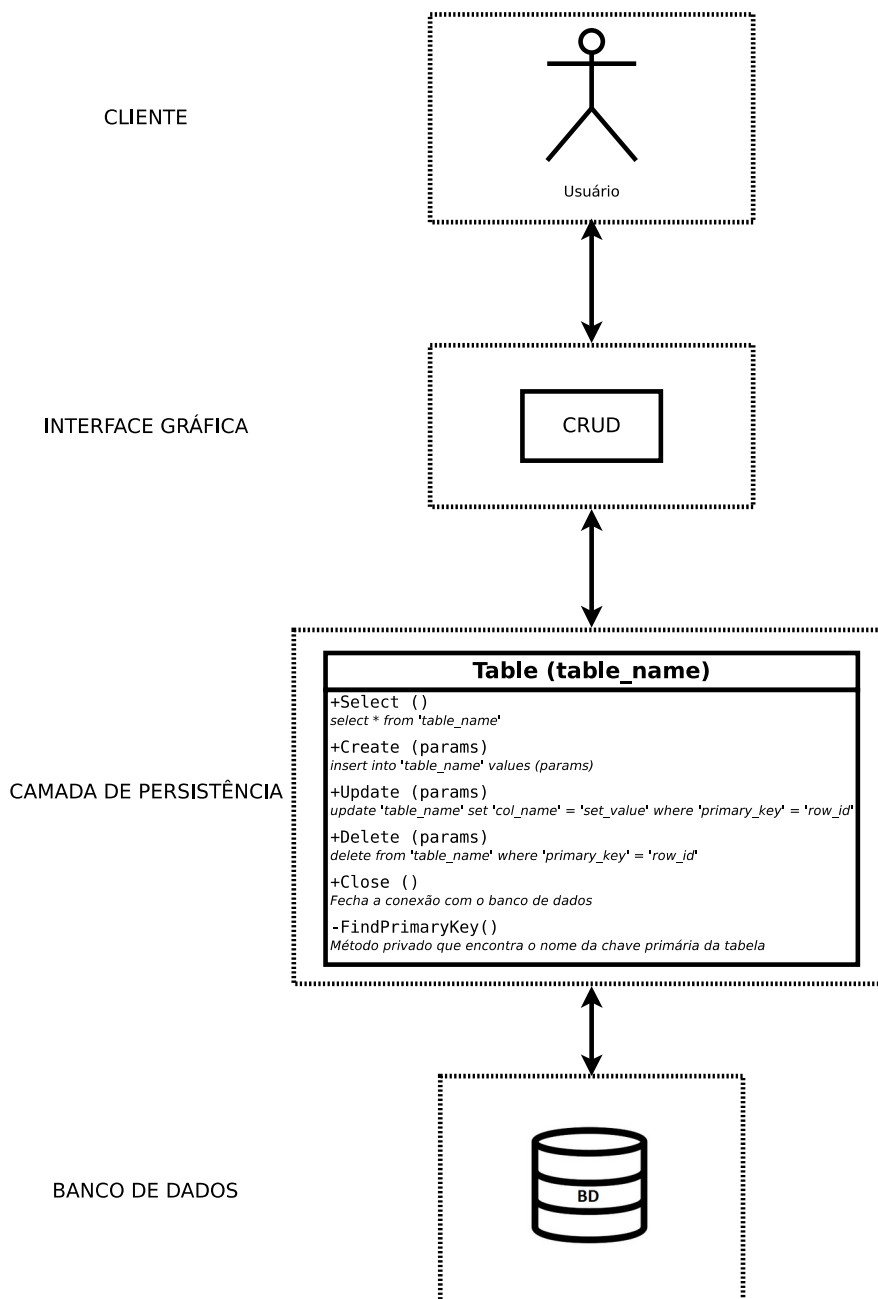 CLIENTE
Usuário
INTERFACE GRÁFICA
CRUD
CAMADA DE PERSISTÊNCIA
Table (table_name)
+Select ()
select * from 'table_name'
+Create (params)
insert into 'table_name' values (params)
+Update (params)
update 'table_name' set 'col_name' = 'set_value' where 'primary_key' = 'row_id'
+Delete (params)
delete from 'table_name' where 'primary_key' = 'row_id'
+Close ()
Fecha a conexão com o banco de dados
-FindPrimaryKey()
Método privado que encontra o nome da chave primária da tabela
BANCO DE DADOS
BD